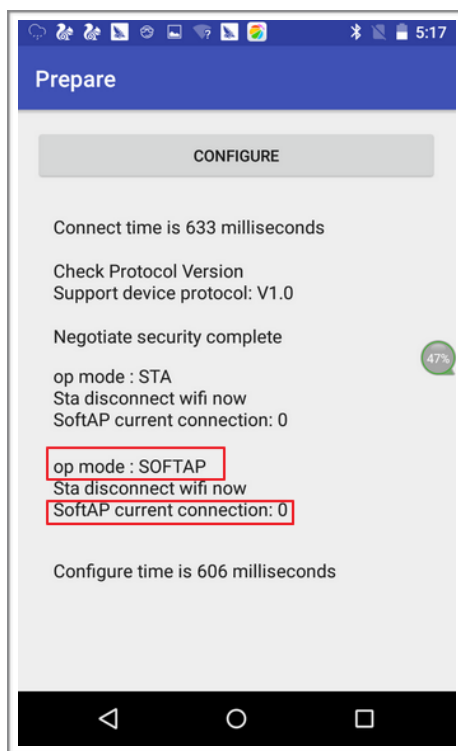 5:17
Prepare
CONFIGURE
Connect time is 633 milliseconds
Check Protocol Version
Support device protocol: V1.0
Negotiate security complete
47%
op mode : STA
Sta disconnect wifi now
SoftAP current connection: 0
op mode : SOFTAP
Sta disconnect wifi now
SoftAP current connection: 0
Configure time is 606 milliseconds